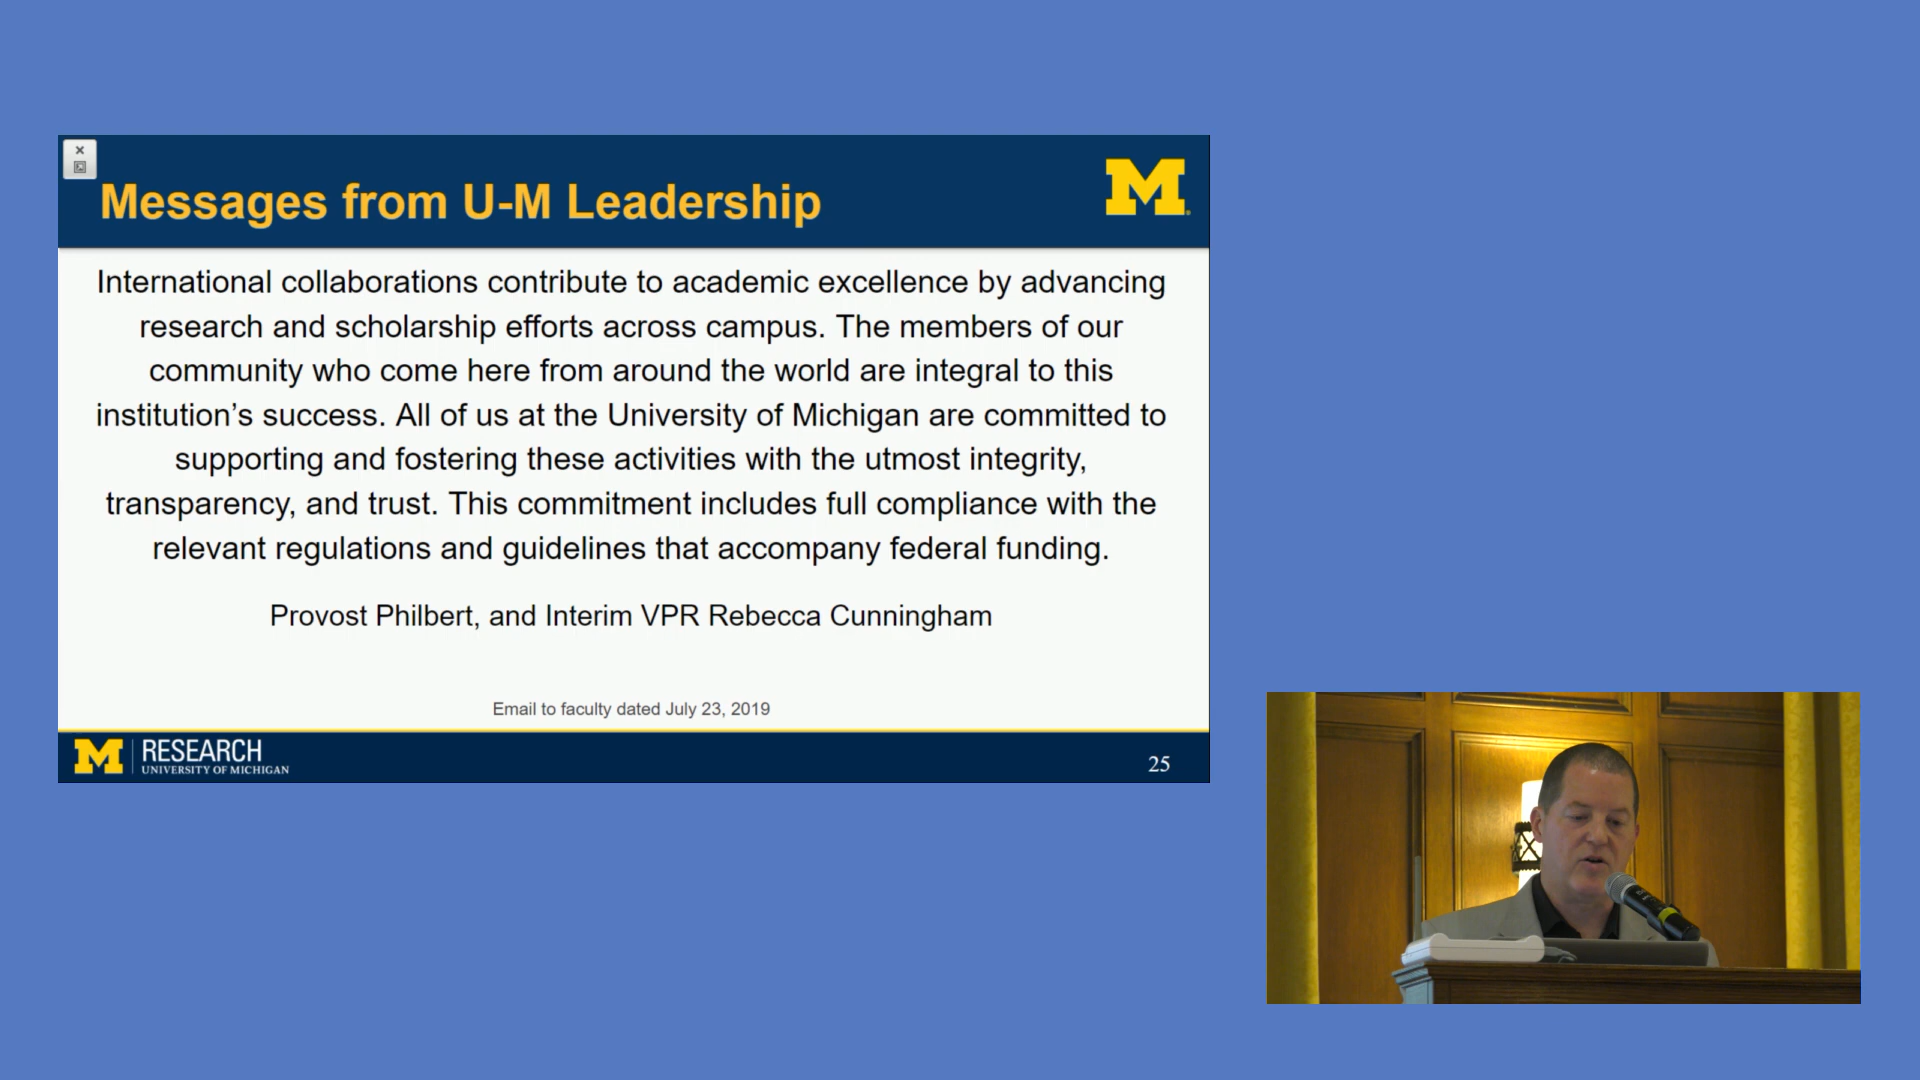 Messages from U-M Leadership
International collaborations contribute to academic excellence by advancing
research and scholarship efforts across campus. The members of our
community who come here from around the world are integral to this
institution’s success. All of us at the University of Michigan are committed to
supporting and fostering these activities with the utmost integrity,
transparency, and trust. This commitment includes full compliance with the
relevant regulations and guidelines that accompany federal funding.
Provost Philbert, and Interim VPR Rebecca Cunningham
Email to faculty dated July 23, 2019
M RESEARCH
UNIVERSITY OF MICHIGAN
25
M